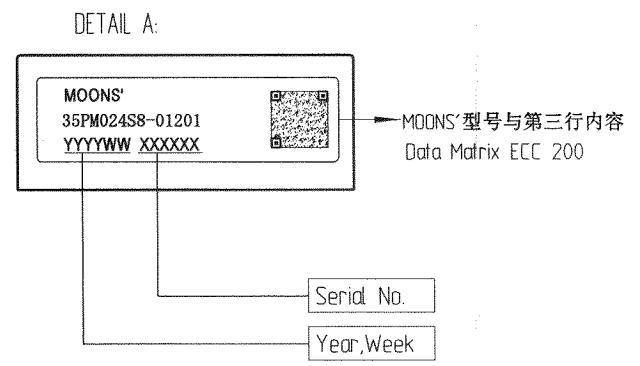 DETAIL A:
MOONS'
35PM024S8-01201
YYYYWW XXXXXX
MOONS'型号与第三行内容
Data Matrix ECC 200
Serial No.
Year,Week